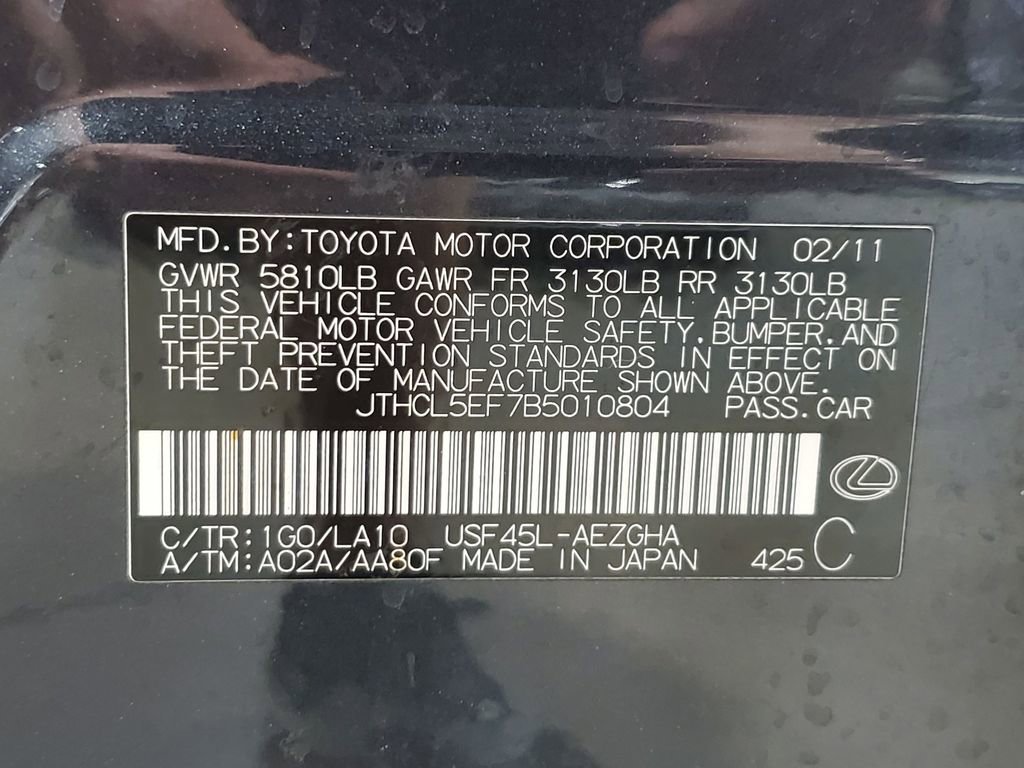 MFD.BY:TOYOTA MOTOR CORPORATION 02/11
GVWR 5810LB GAWR FR 3130LB RR 3130LB
THIS VEHICLE CONFORMS TO ALL APPLICABLE
FEDERAL MOTOR VEHICLE SAFETY.BUMPER.AND
THEFT PREVENTION STANDARDS IN EFFECT ON
THE DATE OF MANUFACTURE SHOWN ABOVE.
JTHCL5EF7B5010804 PASS.CAR
C/TR:1G0/LA10 USF45L-AEZGHA
A/TM:A02A/AA80F MADE IN JAPAN 425 C